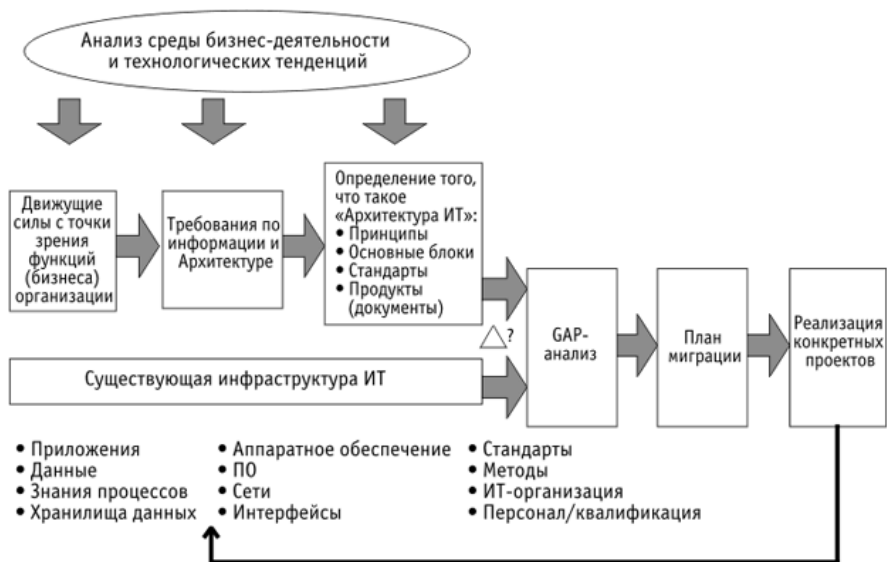 Анализ среды бизнес-деятельности
и технологических тенденций
Движущие
силы с точки
зрения
функций
(бизнеса)
организации
Требования по
информации и
Архитектуре
Определение того,
что такое
«Архитектура ИТ»:
• Принципы
• Основные блоки
• Стандарты
• Продукты
(документы)
?
GAP-
анализ
План
миграции
Реализация
конкретных
проектов
Существующая инфраструктура ИТ
• Приложения
• Данные
• Знания процессов
• Хранилища данных
• Аппаратное обеспечение
• ПО
• Сети
• Интерфейсы
• Стандарты
• Методы
• ИТ-организация
• Персонал/квалификация